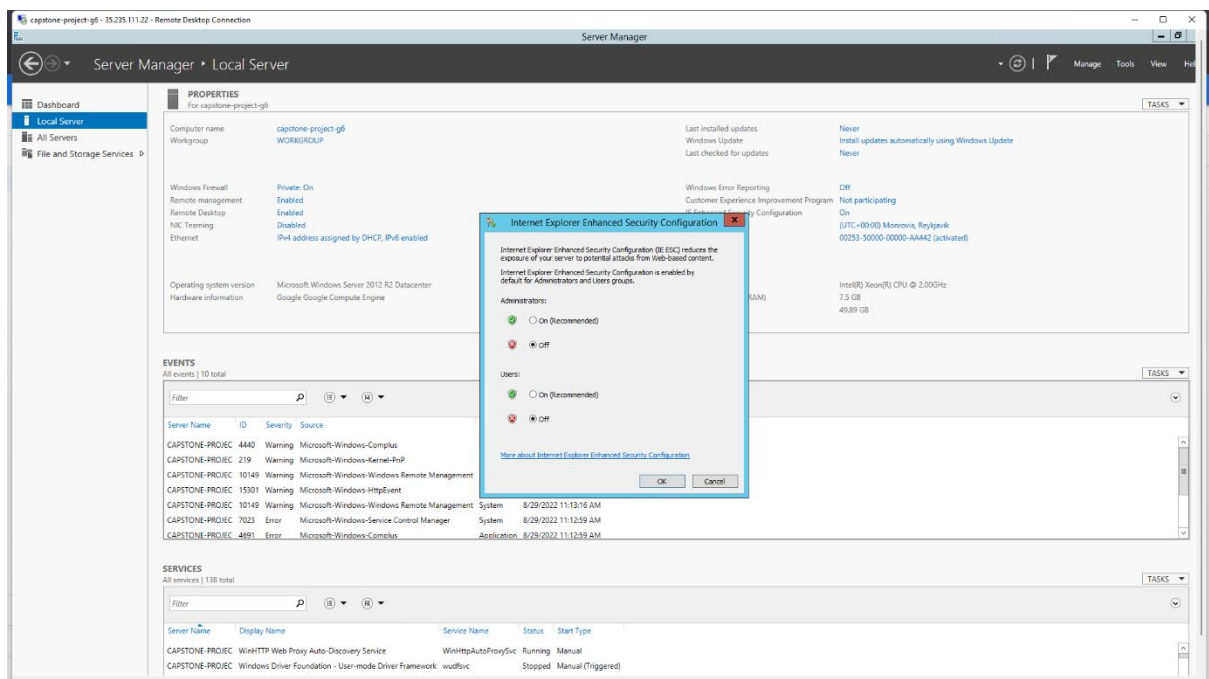 capstone-project-g6 - 35.235.111.22 - Remote Desktop Connection
Server Manager
Server Manager • Local Server
Manage Tools View Hel
Dashboard
Local Server
All Servers
File and Storage Services
PROPERTIES
For capstone-project-g6
TASKS
Computer name capstone-project-g6
Workgroup WORKGROUP
Last installed updates Never
Windows Update Install updates automatically using Windows Update
Last checked for updates Never
Windows Firewall Private: On
Remote management Enabled
Remote Desktop Enabled
NIC Teaming Disabled
Ethernet IPv4 address assigned by DHCP, IPv6 enabled
Windows Error Reporting Off
Customer Experience Improvement Program Not participating
IE Enhanced Security Configuration On
(UTC+00:00) Monrovia, Reykjavik
00253-50000-00000-AA442 (activated)
Operating system version Microsoft Windows Server 2012 R2 Datacenter
Hardware information Google Google Compute Engine
Intel(R) Xeon(R) CPU @ 2.00GHz
RAM) 7.5 GB
49.89 GB
Internet Explorer Enhanced Security Configuration
Internet Explorer Enhanced Security Configuration (IE ESC) reduces the
exposure of your server to potential attacks from Web-based content.
Internet Explorer Enhanced Security Configuration is enabled by
default for Administrators and Users groups.
Administrators:
On (Recommended)
Off
Users:
On (Recommended)
Off
More about Internet Explorer Enhanced Security Configuration
OK Cancel
EVENTS
All events | 10 total
TASKS
Filter
Server Name ID Severity Source
CAPSTONE-PROJEC 4440 Warning Microsoft-Windows-Complus
CAPSTONE-PROJEC 219 Warning Microsoft-Windows-Kernel-PnP
CAPSTONE-PROJEC 10149 Warning Microsoft-Windows-Windows Remote Management
CAPSTONE-PROJEC 15301 Warning Microsoft-Windows-HttpEvent
CAPSTONE-PROJEC 10149 Warning Microsoft-Windows-Windows Remote Management System 8/29/2022 11:13:16 AM
CAPSTONE-PROJEC 7023 Error Microsoft-Windows-Service Control Manager System 8/29/2022 11:12:59 AM
CAPSTONE-PROJEC 4691 Error Microsoft-Windows-Complus Application 8/29/2022 11:12:59 AM
SERVICES
All services | 138 total
TASKS
Filter
Server Name Display Name Service Name Status Start Type
CAPSTONE-PROJEC WinHTTP Web Proxy Auto-Discovery Service WinHttpAutoProxySvc Running Manual
CAPSTONE-PROJEC Windows Driver Foundation - User-mode Driver Framework wudfsvc Stopped Manual (Triggered)